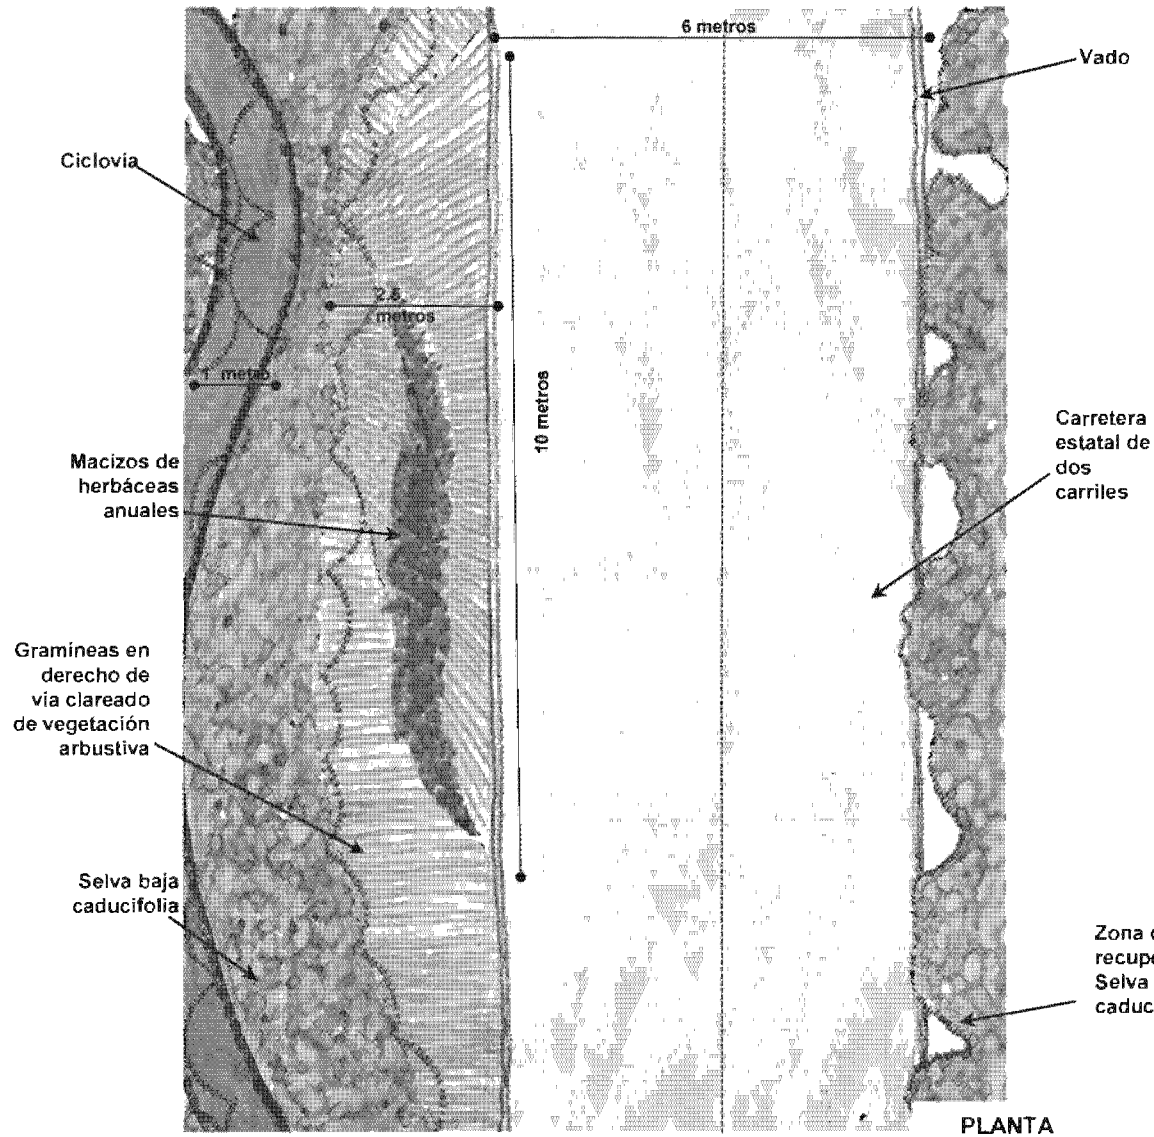 6 metros
Vado
Ciclovía
2.5
metros
1 metro
10 metros
Carretera
estatal de
dos
carriles
Macizos de
herbáceas
anuales
Gramíneas en
derecho de
vía clareado
de vegetación
arbustiva
Selva baja
caducifolia
Zona
Selva
PLANTA